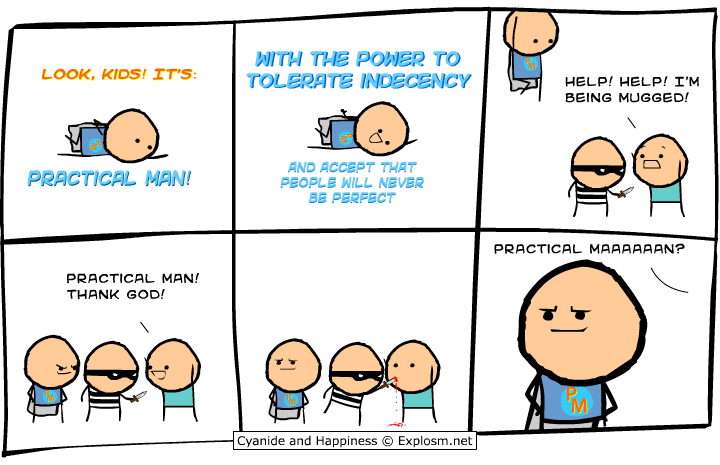 LOOK, KIDS! IT'S:
PRACTICAL MAN!
WITH THE POWER TO
TOLERATE INDECENCY
AND ACCEPT THAT
PEOPLE WILL NEVER
BE PERFECT
HELP! HELP! I'M
BEING MUGGED!
PRACTICAL MAN!
THANK GOD!
PM
PRACTICAL MAAAAAAN?
PM
Cyanide and Happiness © Explosm.net